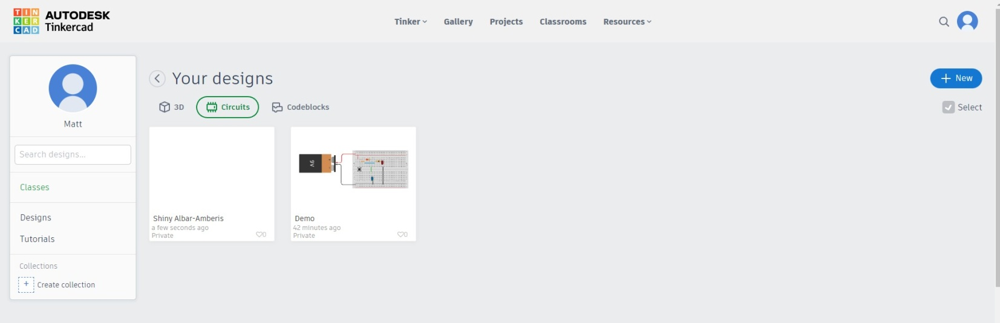 TIN
KER
CAD
AUTODESK
Tinkercad
Tinker
Gallery
Projects
Classrooms
Resources
Matt
Search designs...
Classes
Designs
Tutorials
Collections
+ Create collection
Your designs
+ New
3D
Circuits
Codeblocks
Select
Shiny Albar-Amberis
a few seconds ago
Private
0
9V
Demo
42 minutes ago
Private
0